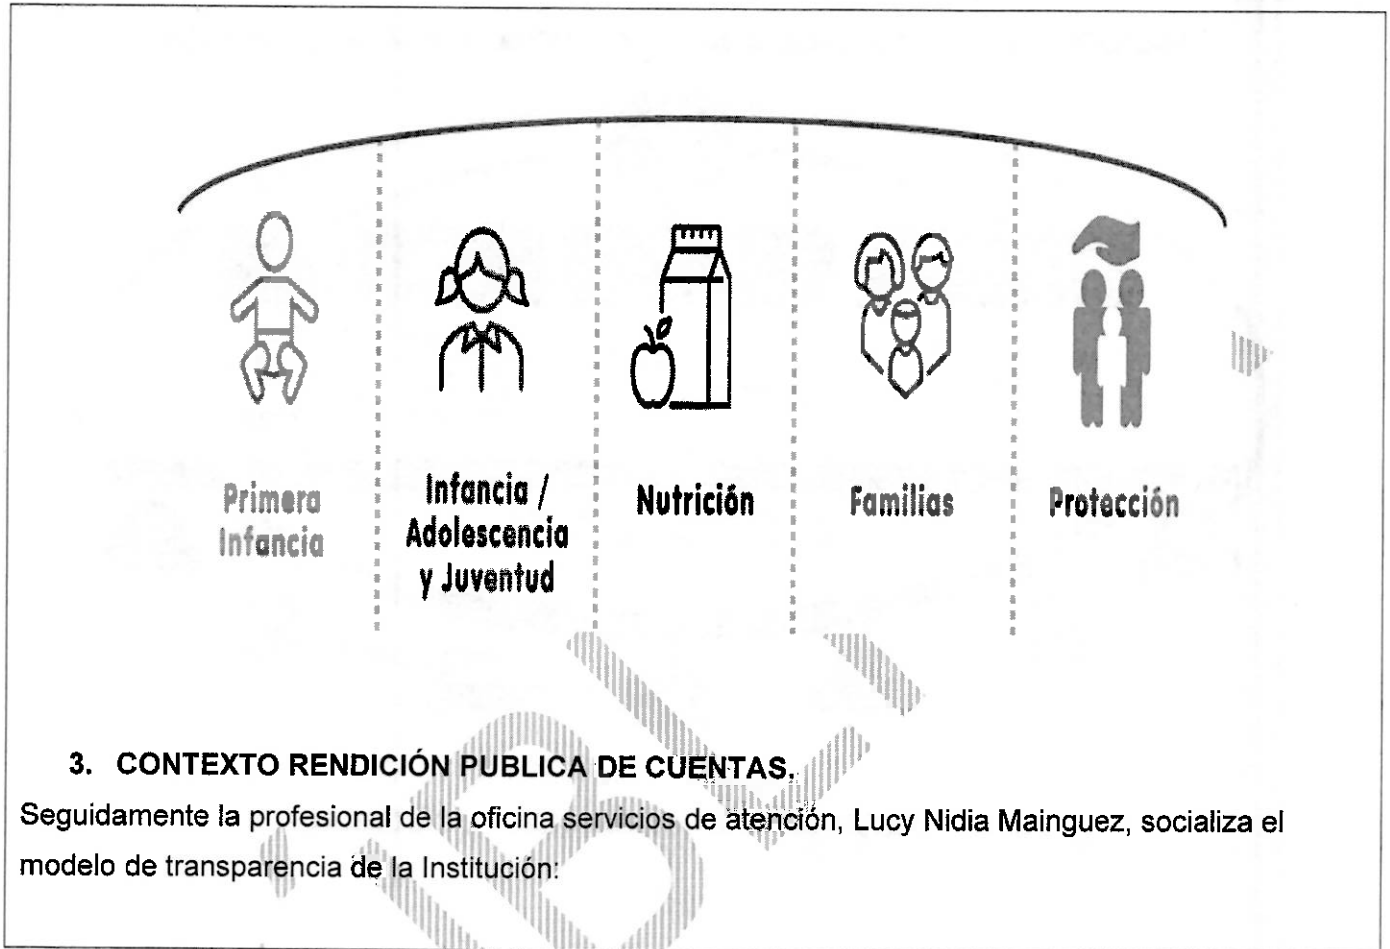 Primera
Infancia
Infancia /
Adolescencia
y Juventud
Nutrición
Familias
Protección
3. CONTEXTO RENDICIÓN PUBLICA DE CUENTAS.
Seguidamente la profesional de la oficina servicios de atención, Lucy Nidia Mainguez, socializa el
modelo de transparencia de la Institución: